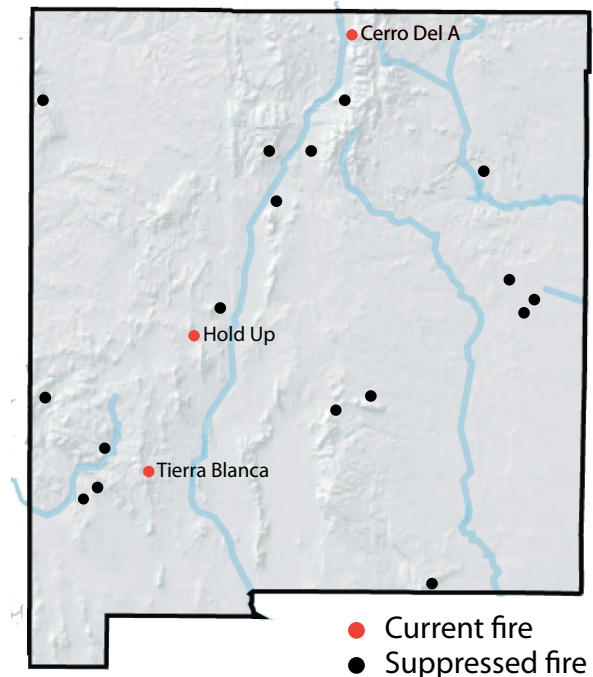 Cerro Del A
Hold Up
Tierra Blanca
Current fire
Suppressed fire